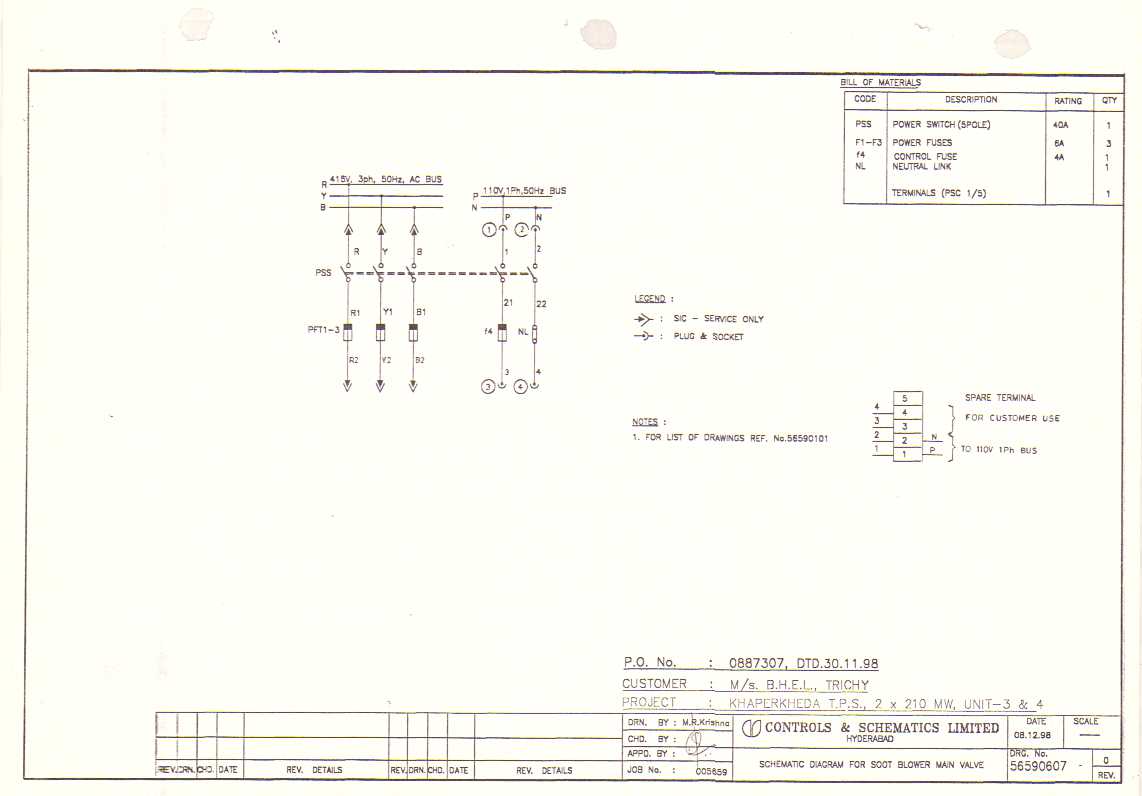 BILL OF MATERIALS
CODE DESCRIPTION RATING QTY
PSS POWER SWITCH (5POLE) 40A 1
F1-F3 POWER FUSES 6A 3
f4 CONTROL FUSE 4A 1
NL NEUTRAL LINK 1
TERMINALS (PSC 1/5) 1
415V, 3ph, 50Hz, AC BUS
R
Y
B
110V,1Ph,50Hz BUS
P
N
P N
1 2
R Y B 1 2
PSS
R1 Y1 B1 21 22
PFT1-3 f4 NL
R2 Y2 B2 3 4
3 4
LEGEND :
: SIC - SERVICE ONLY
: PLUG & SOCKET
NOTES :
1. FOR LIST OF DRAWINGS REF. No.56590101
5 SPARE TERMINAL
4 4 FOR CUSTOMER USE
3 3
2 2 N
1 1 P TO 110V 1Ph BUS
P.O. No. : 0887307, DTD.30.11.98
CUSTOMER : M/s. B.H.E.L., TRICHY
PROJECT : KHAPERKHEDA T.P.S., 2 x 210 MW, UNIT-3 & 4
DRN. BY : M.R.Krishna
CHD. BY :
APPD. BY :
JOB No. : 005659
CONTROLS & SCHEMATICS LIMITED
HYDERABAD
SCHEMATIC DIAGRAM FOR SOOT BLOWER MAIN VALVE
DATE
08.12.98
SCALE
DRG. No.
56590607 - 0
REV.
REV. DRN. CHD. DATE REV. DETAILS REV. DRN. CHD. DATE REV. DETAILS